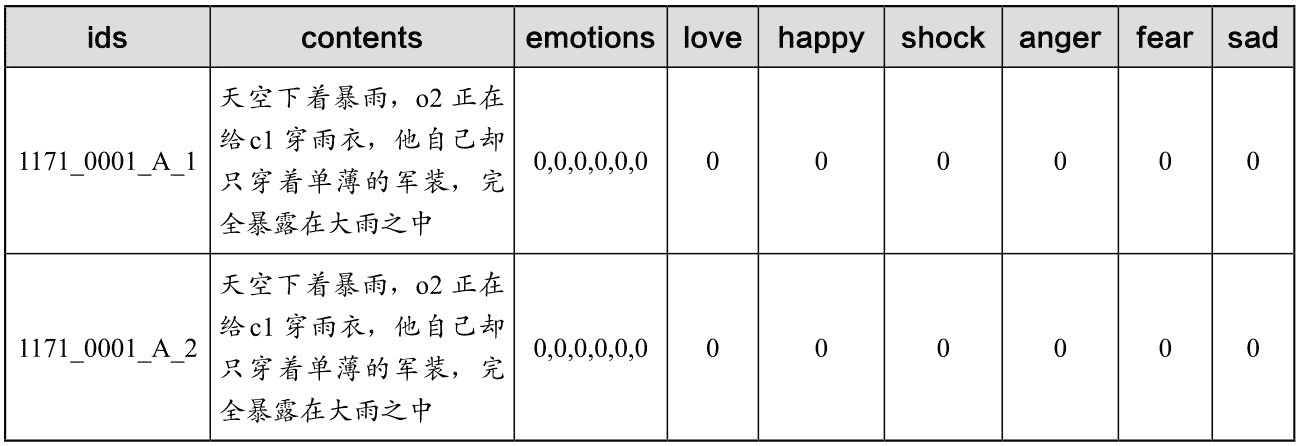 ids contents emotions love happy shock anger fear sad
天空下着暴雨，o2 正在
给c1 穿雨衣，他自己却
1171_0001_A_1 0,0,0,0,0,0 0 0 0 0 0 0
只穿着单薄的军装，完
全暴露在大雨之中
天空下着暴雨，o2 正在
给c1 穿雨衣，他自己却
1171_0001_A_2 0,0,0,0,0,0 0 0 0 0 0 0
只穿着单薄的军装，完
全暴露在大雨之中